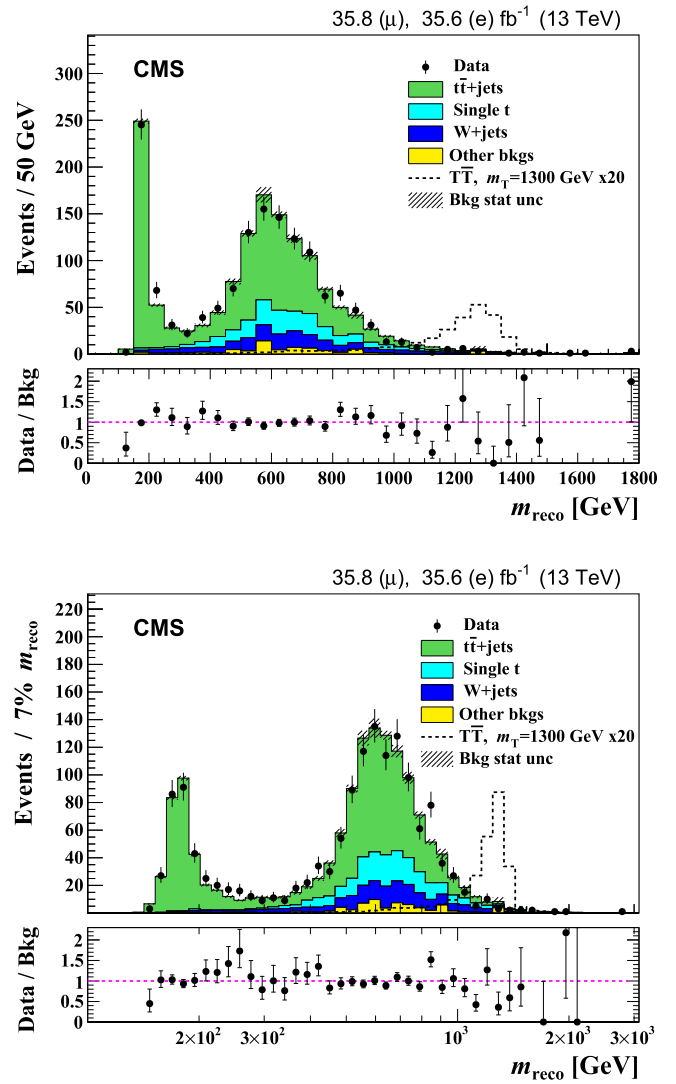 35.8 (μ), 35.6 (e) fb⁻¹ (13 TeV)
CMS
Data
tt̅+jets
Single t
W+jets
Other bkgs
TT̅, m_T=1300 GeV x20
Bkg stat unc
Events / 50 GeV
300
250
200
150
100
50
0
Data / Bkg
2
1.5
1
0.5
0
0 200 400 600 800 1000 1200 1400 1600 1800
m_reco [GeV]
35.8 (μ), 35.6 (e) fb⁻¹ (13 TeV)
CMS
Data
tt̅+jets
Single t
W+jets
Other bkgs
TT̅, m_T=1300 GeV x20
Bkg stat unc
Events / 7% m_reco
220
200
180
160
140
120
100
80
60
40
20
Data / Bkg
2
1.5
1
0.5
0
2×10² 3×10² 10³ 2×10³ 3×10³
m_reco [GeV]